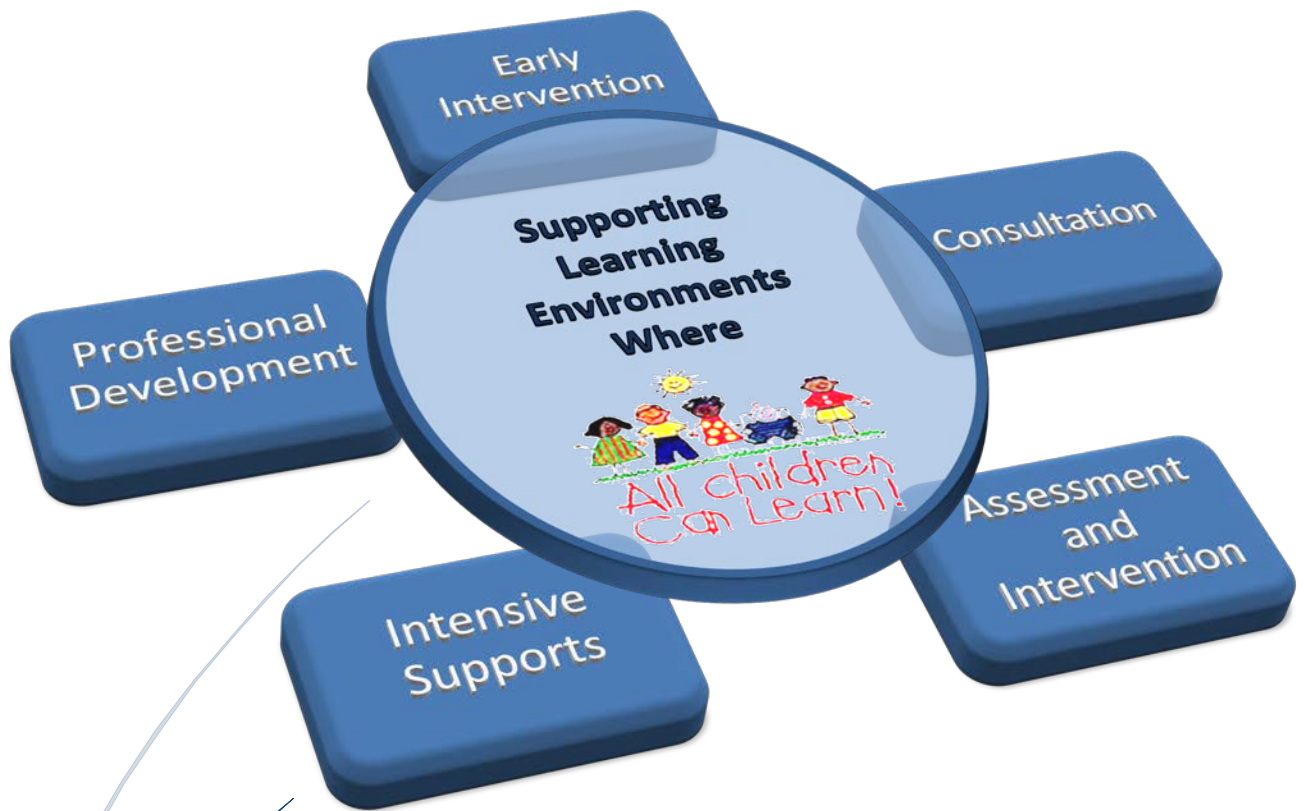 Early
Intervention
Supporting
Learning
Environments
Where
All children
Can Learn!
Consultation
Professional
Development
Assessment
and
Intervention
Intensive
Supports